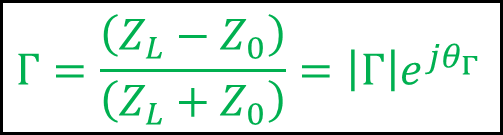 Γ = (Z_L − Z_0) / (Z_L + Z_0) = |Γ|e^{jθ_Γ}